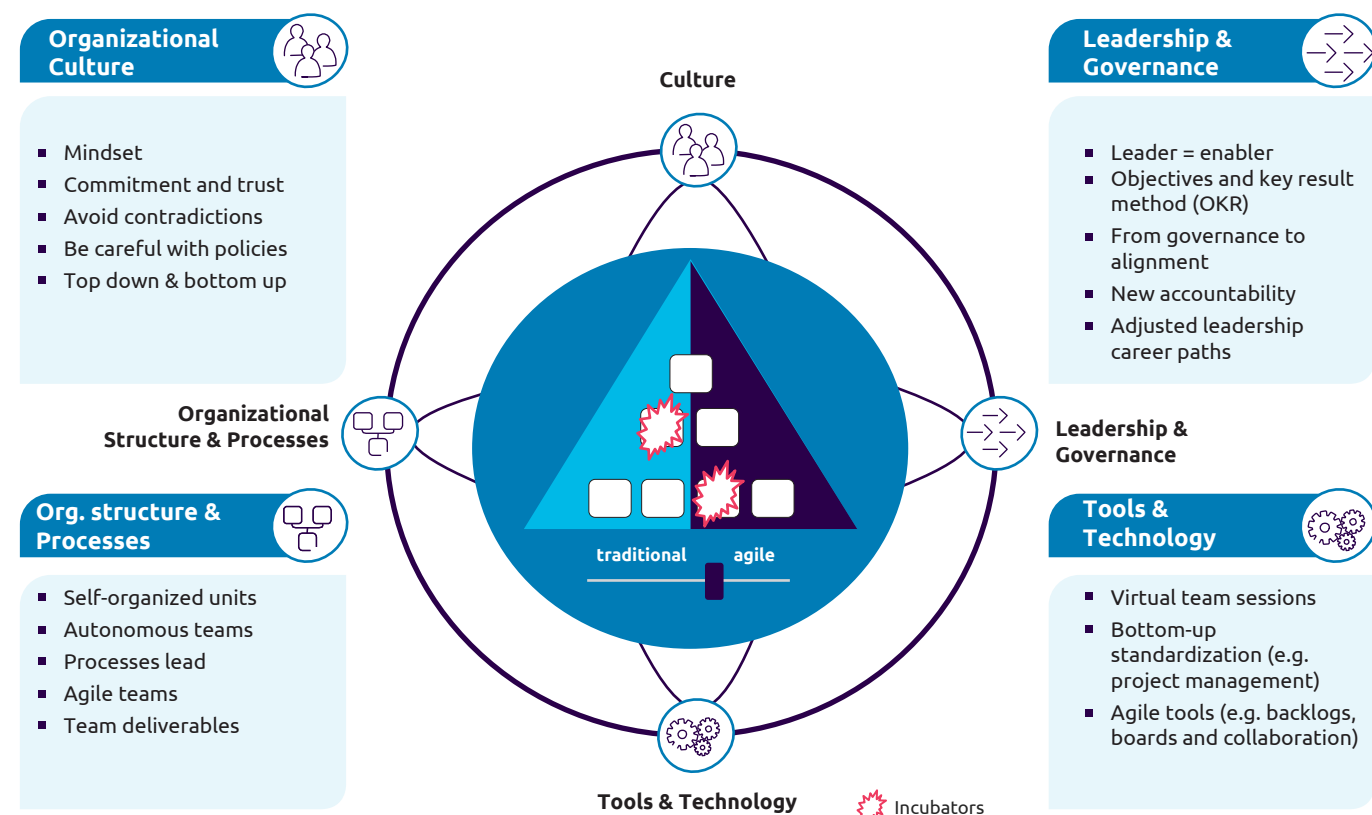 Organizational
Culture
Mindset
Commitment and trust
Avoid contradictions
Be careful with policies
Top down & bottom up
Culture
Leadership &
Governance
Leader = enabler
Objectives and key result
method (OKR)
From governance to
alignment
New accountability
Adjusted leadership
career paths
Organizational
Structure & Processes
Leadership &
Governance
traditional
agile
Org. structure &
Processes
Self-organized units
Autonomous teams
Processes lead
Agile teams
Team deliverables
Tools &
Technology
Virtual team sessions
Bottom-up
standardization (e.g.
project management)
Agile tools (e.g. backlogs,
boards and collaboration)
Tools & Technology
Incubators